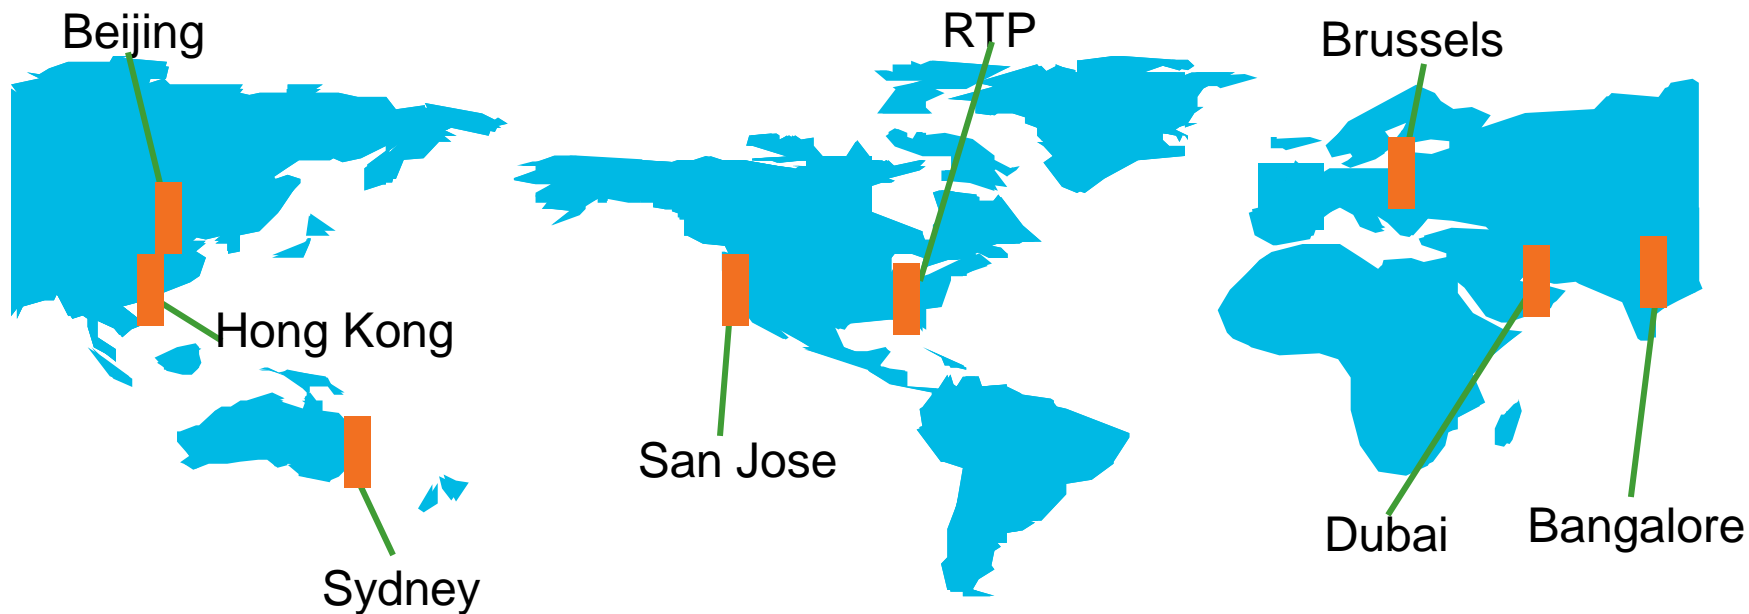 Beijing
RTP
Brussels
Hong Kong
San Jose
Dubai
Bangalore
Sydney